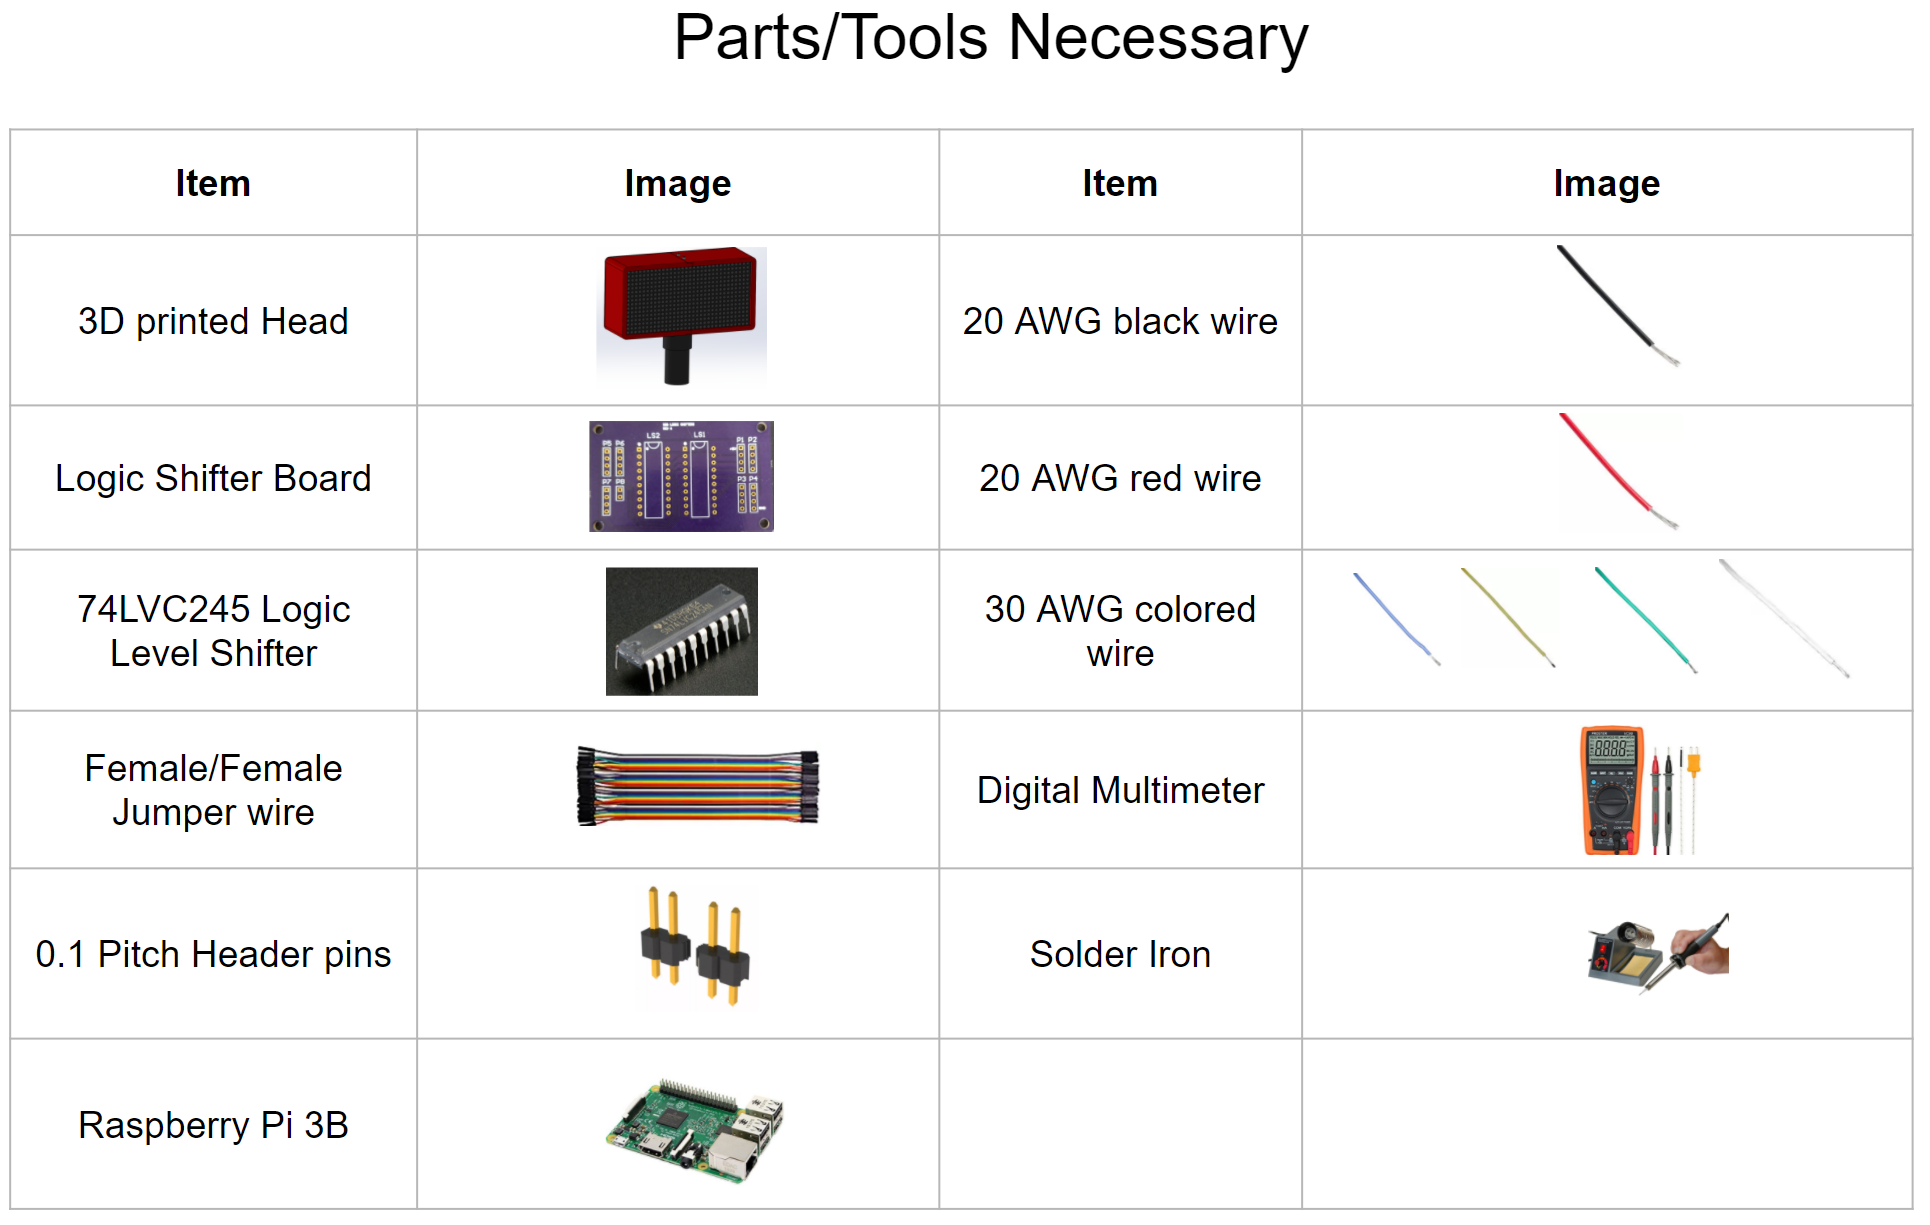 Parts/Tools Necessary
Item
Image
Item
Image
3D printed Head
20 AWG black wire
Logic Shifter Board
P5 P6
LS2
LS1
P1 P2
P7 P8
P3 P4
20 AWG red wire
74LVC245 Logic
Level Shifter
30 AWG colored
wire
Female/Female
Jumper wire
Digital Multimeter
0.1 Pitch Header pins
Solder Iron
Raspberry Pi 3B